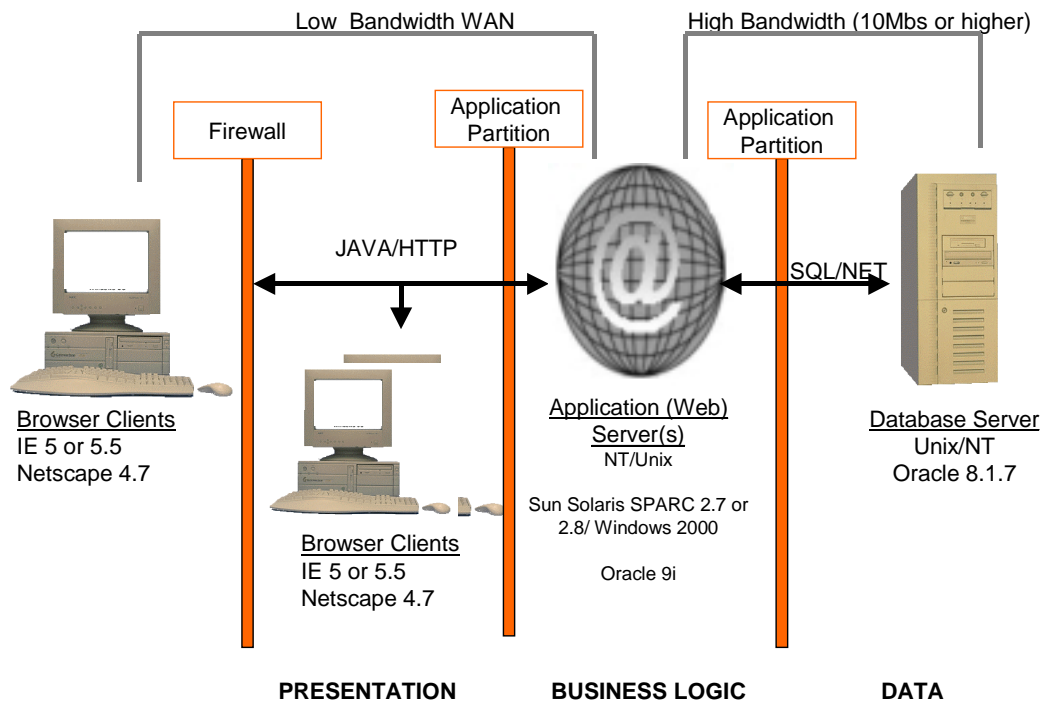 Low Bandwidth WAN
High Bandwidth (10Mbs or higher)
Firewall
Application
Partition
Application
Partition
JAVA/HTTP
SQL/NET
Browser Clients
IE 5 or 5.5
Netscape 4.7
Browser Clients
IE 5 or 5.5
Netscape 4.7
@
Application (Web)
Server(s)
NT/Unix
Sun Solaris SPARC 2.7 or
2.8/ Windows 2000
Oracle 9i
Database Server
Unix/NT
Oracle 8.1.7
PRESENTATION
BUSINESS LOGIC
DATA